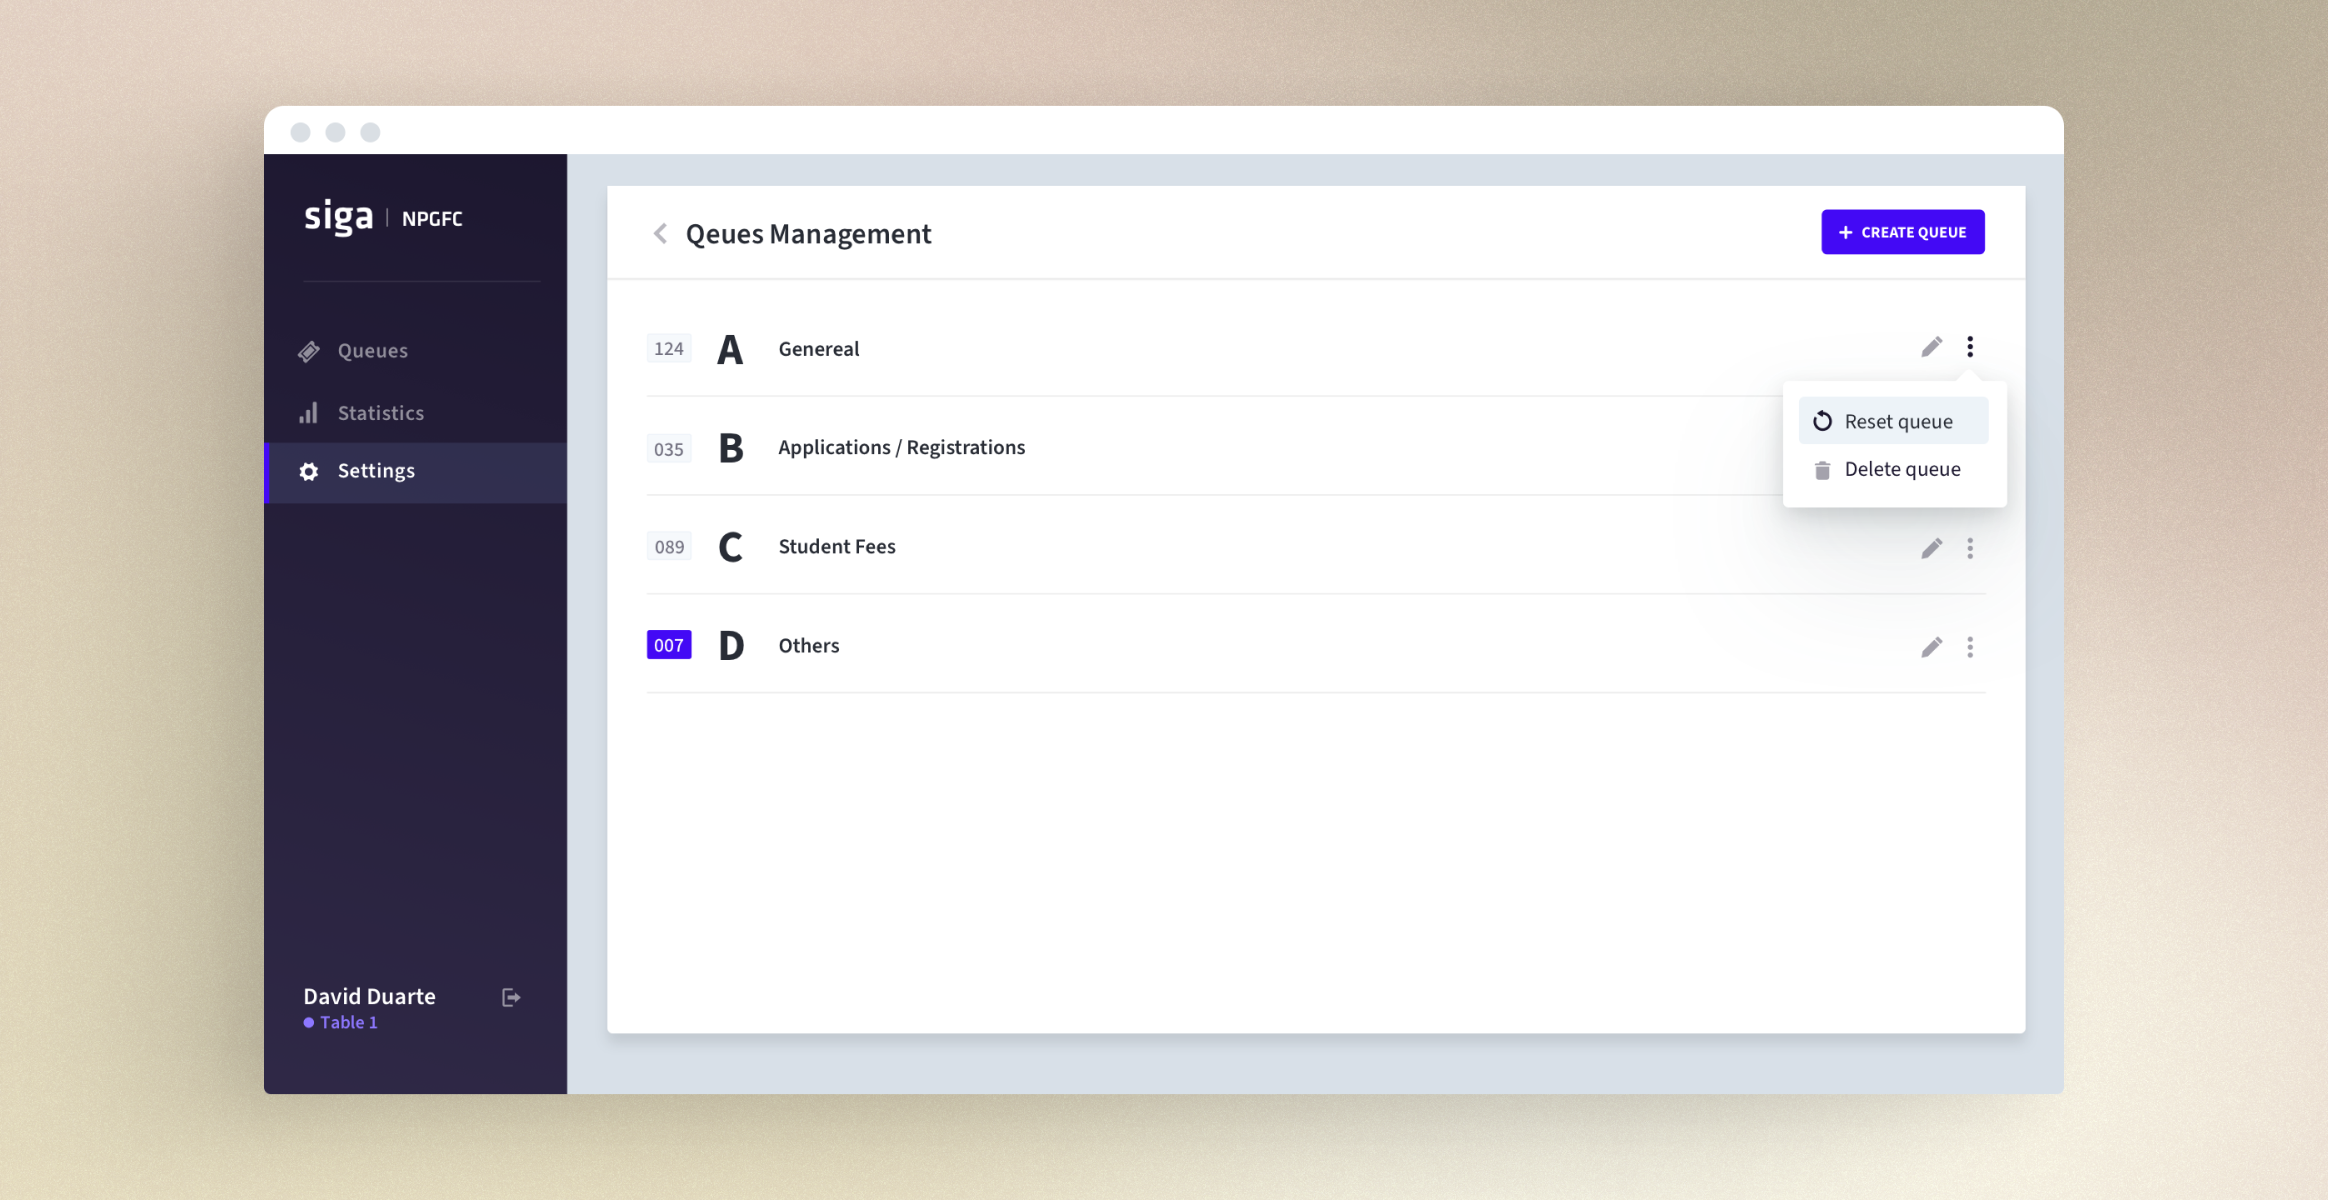 siga | NPGFC
Queues
Statistics
Settings
David Duarte
Table 1
Qeues Management
+ CREATE QUEUE
124 A Genereal
Reset queue
Delete queue
035 B Applications / Registrations
089 C Student Fees
007 D Others